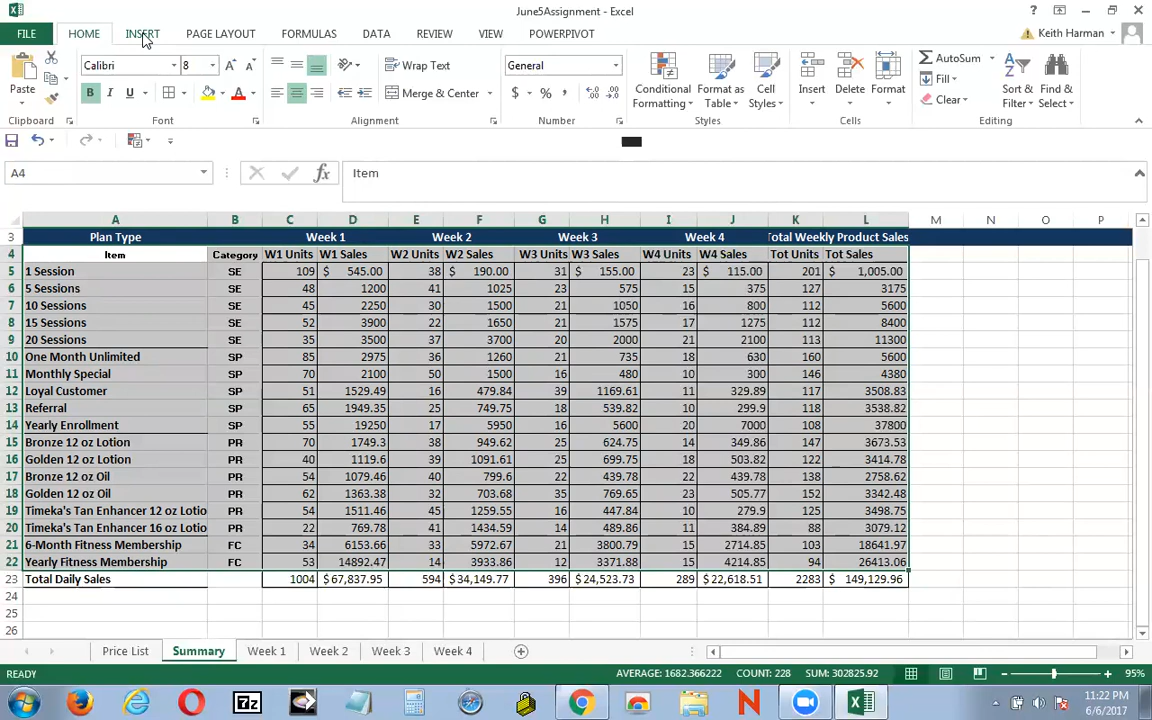 June5Assignment - Excel
FILE HOME INSERT PAGE LAYOUT FORMULAS DATA REVIEW VIEW POWERPIVOT Keith Harman
Calibri 8 Wrap Text General AutoSum
Paste B I U Merge & Center $ % , Conditional Formatting Format as Table Cell Styles Insert Delete Format Fill Clear Sort & Filter Find & Select
Clipboard Font Alignment Number Styles Cells Editing
A4 fx Item
A B C D E F G H I J K L M N O P
3 Plan Type Week 1 Week 2 Week 3 Week 4 Total Weekly Product Sales
4 Item Category W1 Units W1 Sales W2 Units W2 Sales W3 Units W3 Sales W4 Units W4 Sales Tot Units Tot Sales
5 1 Session SE 109 $ 545.00 38 $ 190.00 31 $ 155.00 23 $ 115.00 201 $ 1,005.00
6 5 Sessions SE 48 1200 41 1025 23 575 15 375 127 3175
7 10 Sessions SE 45 2250 30 1500 21 1050 16 800 112 5600
8 15 Sessions SE 52 3900 22 1650 21 1575 17 1275 112 8400
9 20 Sessions SE 35 3500 37 3700 20 2000 21 2100 113 11300
10 One Month Unlimited SP 85 2975 36 1260 21 735 18 630 160 5600
11 Monthly Special SP 70 2100 50 1500 16 480 10 300 146 4380
12 Loyal Customer SP 51 1529.49 16 479.84 39 1169.61 11 329.89 117 3508.83
13 Referral SP 65 1949.35 25 749.75 18 539.82 10 299.9 118 3538.82
14 Yearly Enrollment SP 55 19250 17 5950 16 5600 20 7000 108 37800
15 Bronze 12 oz Lotion PR 70 1749.3 38 949.62 25 624.75 14 349.86 147 3673.53
16 Golden 12 oz Lotion PR 40 1119.6 39 1091.61 25 699.75 18 503.82 122 3414.78
17 Bronze 12 oz Oil PR 54 1079.46 40 799.6 22 439.78 22 439.78 138 2758.62
18 Golden 12 oz Oil PR 62 1363.38 32 703.68 35 769.65 23 505.77 152 3342.48
19 Timeka's Tan Enhancer 12 oz Lotio PR 54 1511.46 45 1259.55 16 447.84 10 279.9 125 3498.75
20 Timeka's Tan Enhancer 16 oz Lotio PR 22 769.78 41 1434.59 14 489.86 11 384.89 88 3079.12
21 6-Month Fitness Membership FC 34 6153.66 33 5972.67 21 3800.79 15 2714.85 103 18641.97
22 Yearly Fitness Membership FC 53 14892.47 14 3933.86 12 3371.88 15 4214.85 94 26413.06
23 Total Daily Sales 1004 $ 67,837.95 594 $ 34,149.77 396 $ 24,523.73 289 $ 22,618.51 2283 $ 149,129.96
24
25
26
Price List Summary Week 1 Week 2 Week 3 Week 4
READY AVERAGE: 1682.366222 COUNT: 228 SUM: 302825.92 95%
11:22 PM
6/6/2017